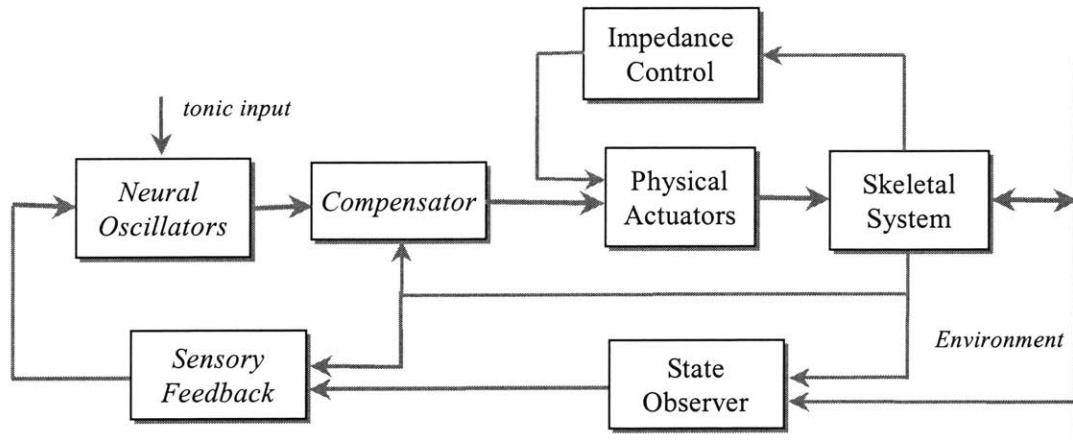 Impedance
Control
tonic input
Neural
Oscillators
Compensator
Physical
Actuators
Skeletal
System
Environment
Sensory
Feedback
State
Observer